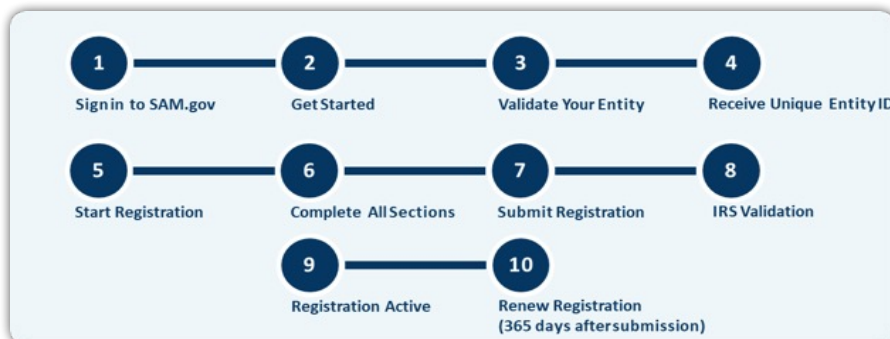 1
2
3
4
Sign in to SAM.gov
Get Started
Validate Your Entity
Receive Unique Entity ID
5
6
7
8
Start Registration
Complete All Sections
Submit Registration
IRS Validation
9
10
Registration Active
Renew Registration
(365 days after submission)